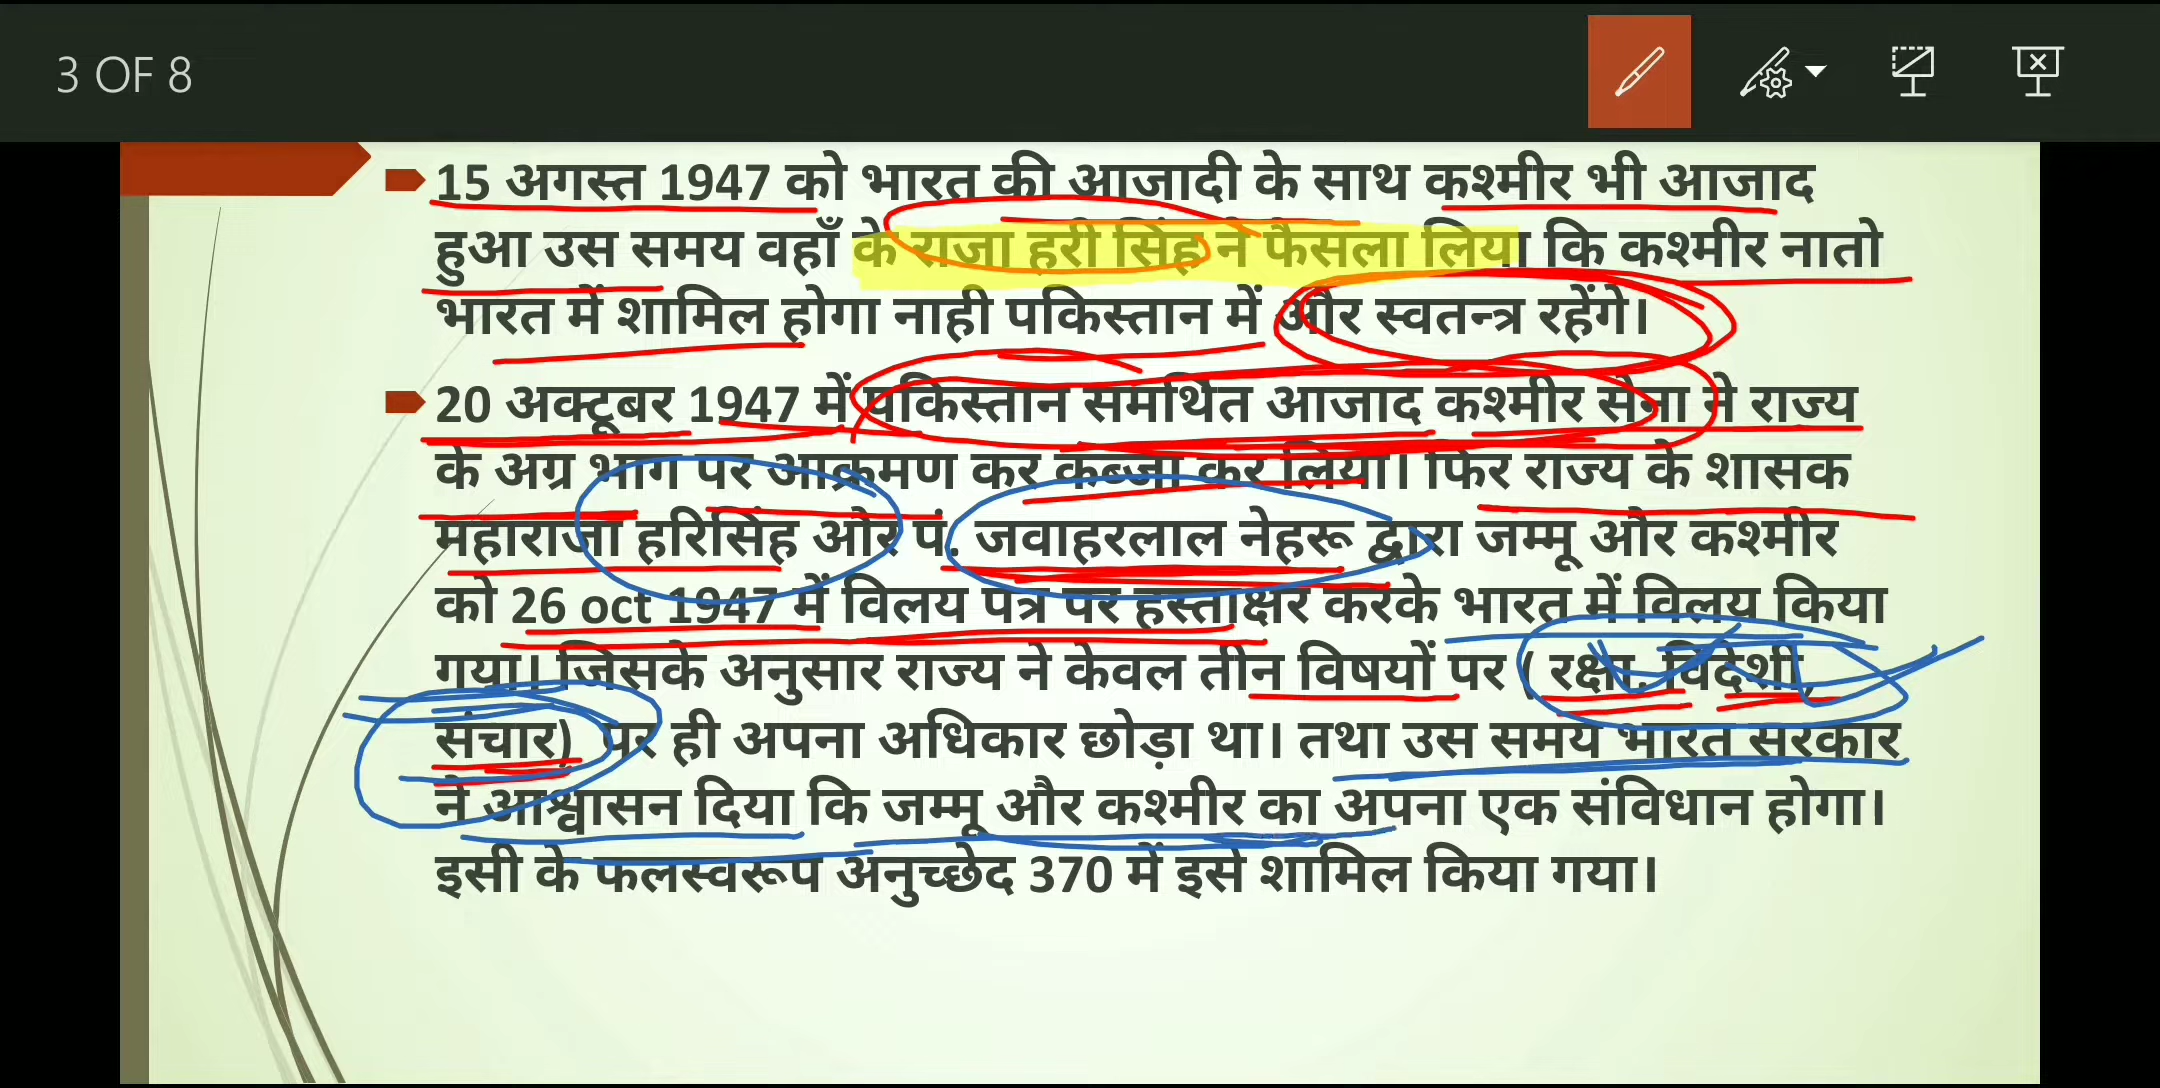 3 OF 8
15 अगस्त 1947 को भारत की आजादी के साथ कश्मीर भी आजाद
हुआ उस समय वहाँ के राजा हरी सिंह ने फैसला लिया कि कश्मीर नातो
भारत में शामिल होगा नाही पकिस्तान में और स्वतन्त्र रहेंगे।
20 अक्टूबर 1947 में पकिस्तान समर्थित आजाद कश्मीर सेना ने राज्य
के अग्र भाग पर आक्रमण कर कब्जा कर लिया। फिर राज्य के शासक
महाराजा हरिसिंह और पं. जवाहरलाल नेहरू द्वारा जम्मू और कश्मीर
को 26 oct 1947 में विलय पत्र पर हस्ताक्षर करके भारत में विलय किया
गया। जिसके अनुसार राज्य ने केवल तीन विषयों पर ( रक्षा, विदेशी,
संचार) पर ही अपना अधिकार छोड़ा था। तथा उस समय भारत सरकार
ने आश्वासन दिया कि जम्मू और कश्मीर का अपना एक संविधान होगा।
इसी के फलस्वरूप अनुच्छेद 370 में इसे शामिल किया गया।